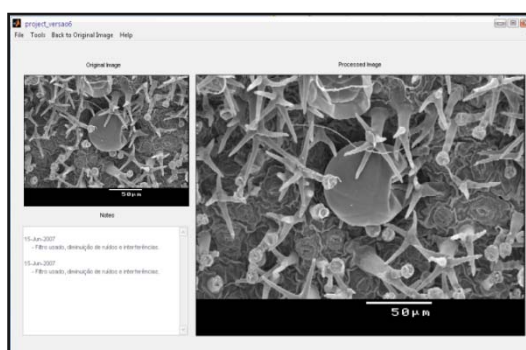 project_versao6
File Tools Back to Original Image Help
Original Image
Processed Image
50µm
50µm
Notes
15-Jun-2007
- Filtro usado, diminuição de ruídos e interferências
15-Jun-2007
- Filtro usado, diminuição de ruídos e interferências